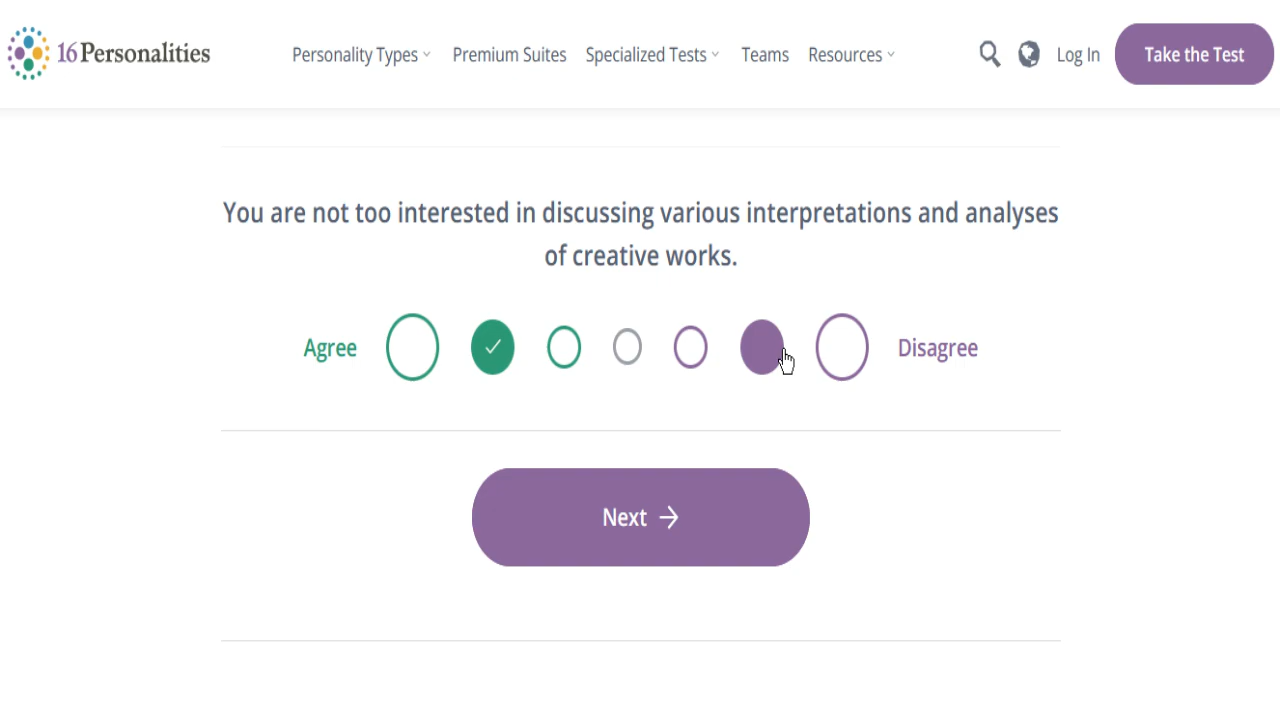 16Personalities
Personality Types
Premium Suites
Specialized Tests
Teams
Resources
Log In
Take the Test
You are not too interested in discussing various interpretations and analyses
of creative works.
Agree
Disagree
Next →